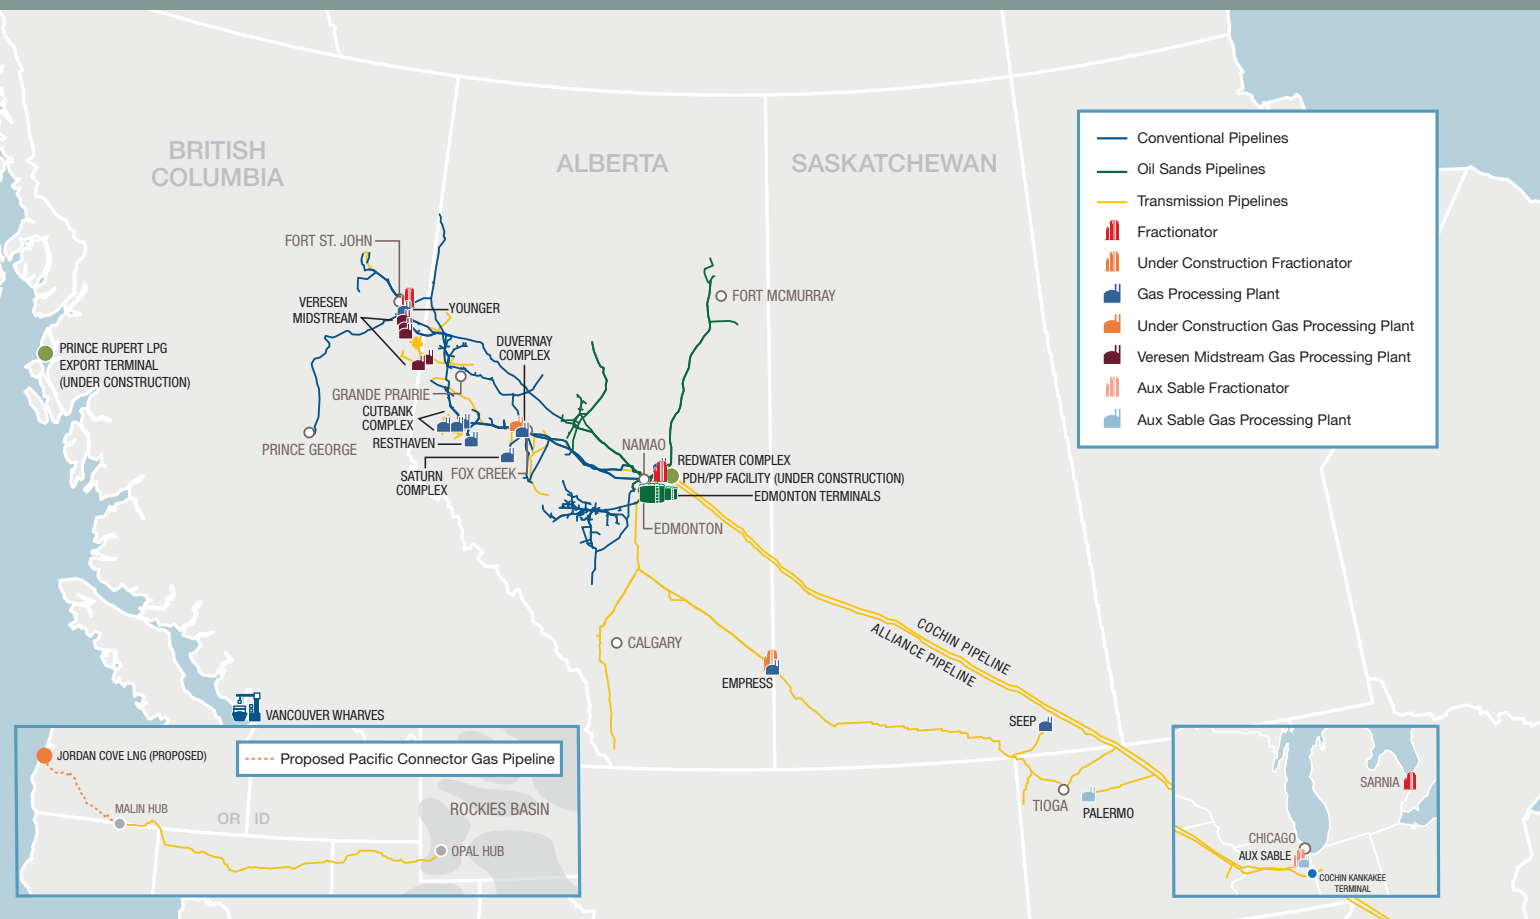 BRITISH
COLUMBIA
ALBERTA
SASKATCHEWAN
Conventional Pipelines
Oil Sands Pipelines
Transmission Pipelines
Fractionator
Under Construction Fractionator
Gas Processing Plant
Under Construction Gas Processing Plant
Veresen Midstream Gas Processing Plant
Aux Sable Fractionator
Aux Sable Gas Processing Plant
FORT ST. JOHN
VERESEN
MIDSTREAM
YOUNGER
FORT MCMURRAY
PRINCE RUPERT LPG
EXPORT TERMINAL
(UNDER CONSTRUCTION)
DUVERNAY
COMPLEX
GRANDE PRAIRIE
CUTBANK
COMPLEX
RESTHAVEN
PRINCE GEORGE
SATURN
COMPLEX
FOX CREEK
NAMAO
REDWATER COMPLEX
PDH/PP FACILITY (UNDER CONSTRUCTION)
EDMONTON TERMINALS
EDMONTON
CALGARY
COCHIN PIPELINE
ALLIANCE PIPELINE
EMPRESS
VANCOUVER WHARVES
SEEP
TIOGA
PALERMO
JORDAN COVE LNG (PROPOSED)
Proposed Pacific Connector Gas Pipeline
MALIN HUB
OR
ID
ROCKIES BASIN
OPAL HUB
SARNIA
CHICAGO
AUX SABLE
COCHIN KANKAKEE
TERMINAL